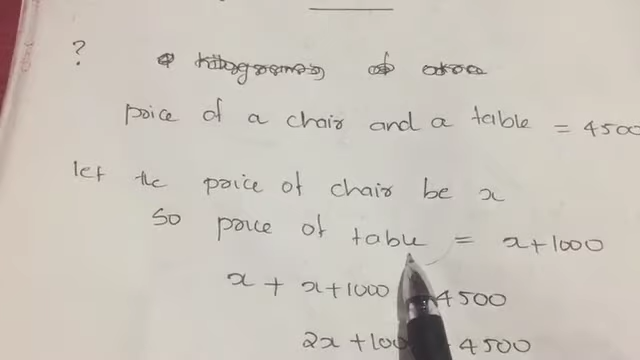 ?
price of a chair and a table = 4500
let the price of chair be x
So price of table = x+1000
x + x+1000 4500
2x + 100 4500